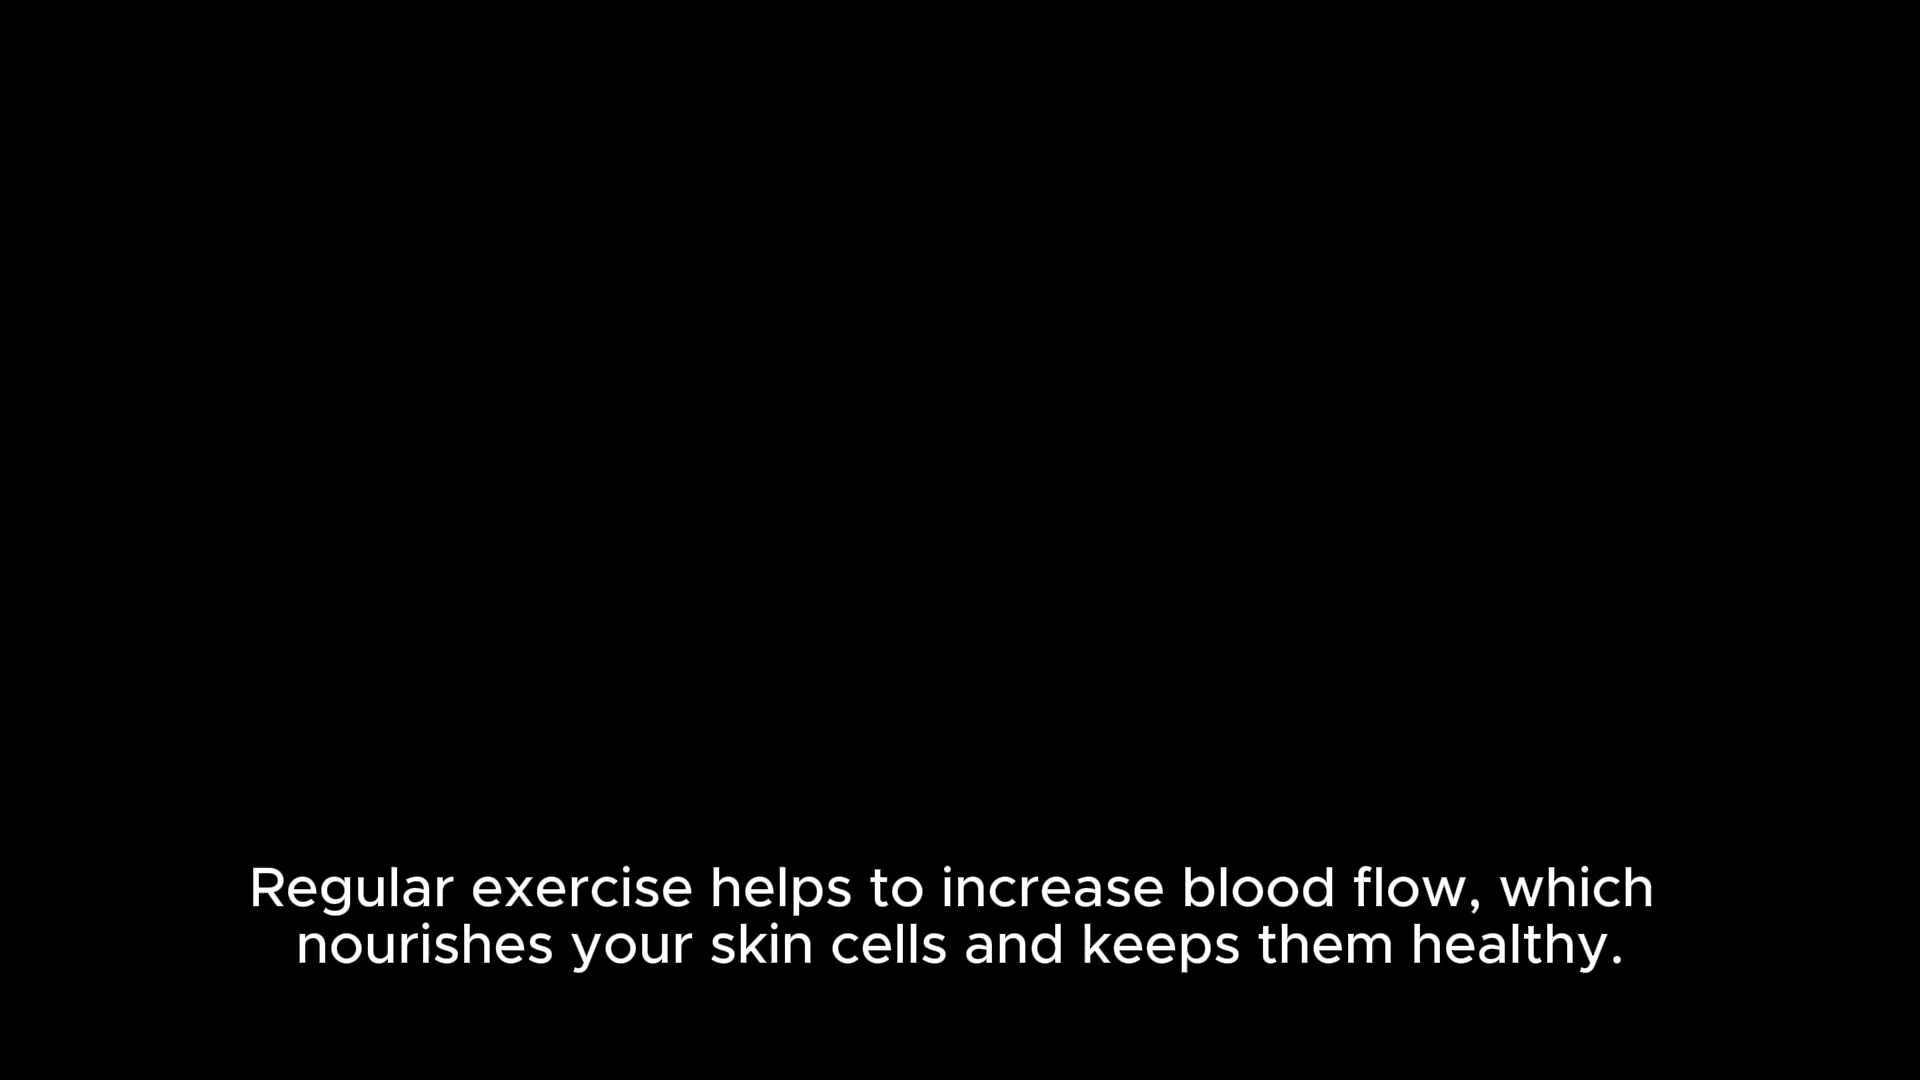 Regular exercise helps to increase blood flow, which
nourishes your skin cells and keeps them healthy.